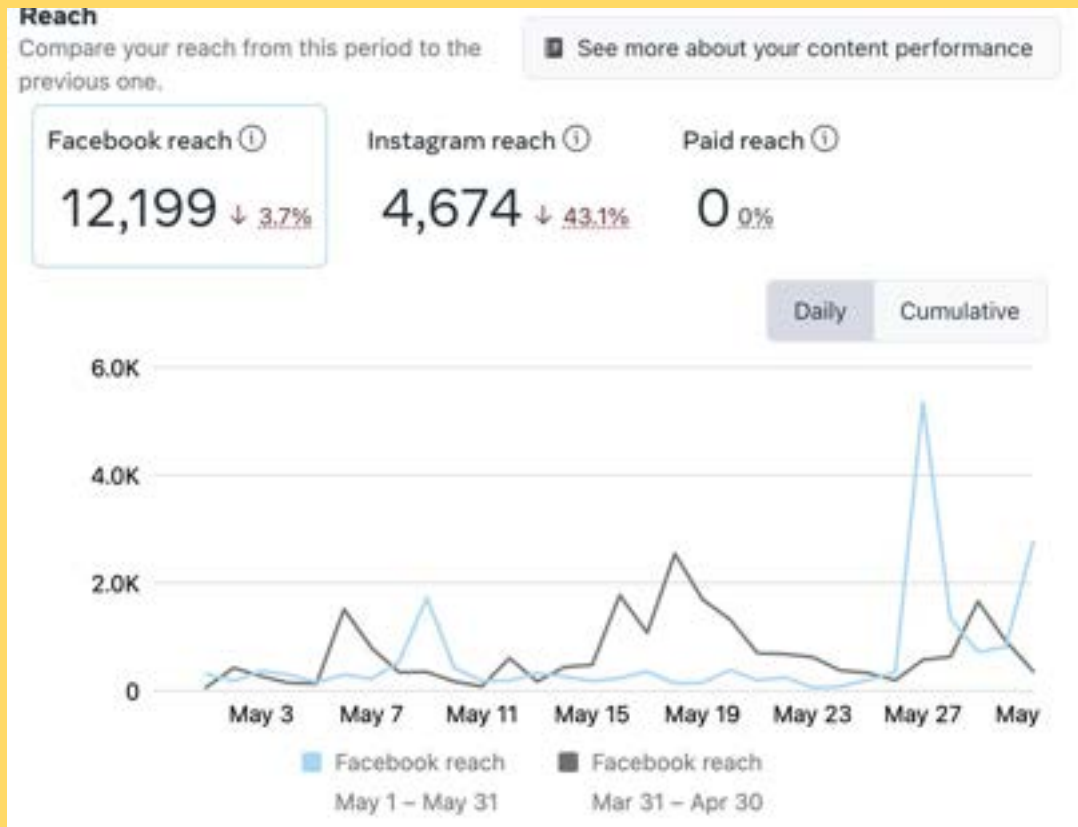 Reach
Compare your reach from this period to the
previous one.
See more about your content performance
Facebook reach
12,199 ↓ 3.7%
Instagram reach
4,674 ↓ 43.1%
Paid reach
0 0%
Daily
Cumulative
6.0K
4.0K
2.0K
0
May 3 May 7 May 11 May 15 May 19 May 23 May 27 May
Facebook reach
May 1 – May 31
Facebook reach
Mar 31 – Apr 30